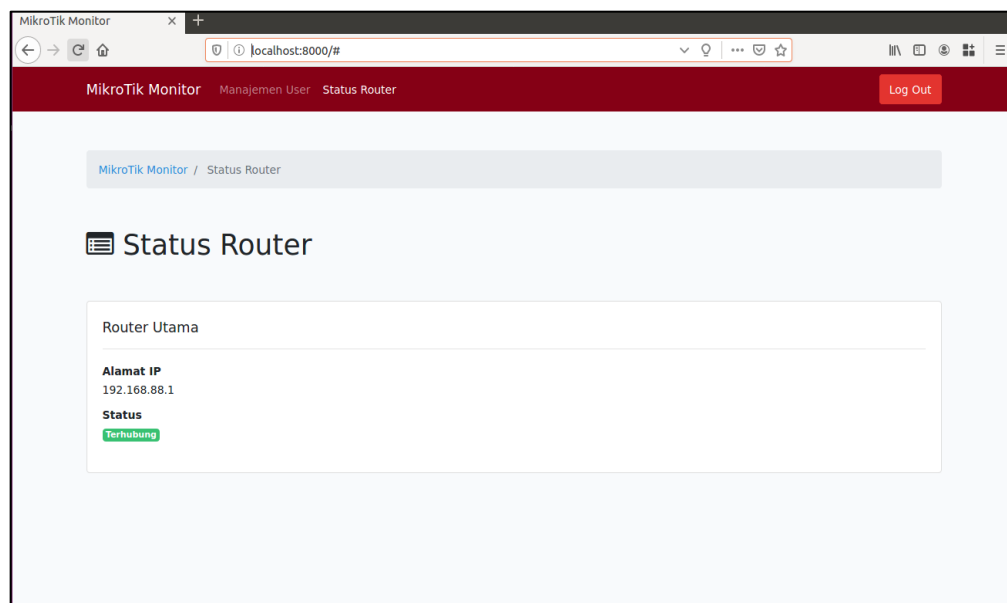 MikroTik Monitor
localhost:8000/#
MikroTik Monitor Manajemen User Status Router Log Out
MikroTik Monitor / Status Router
Status Router
Router Utama
Alamat IP
192.168.88.1
Status
Terhubung